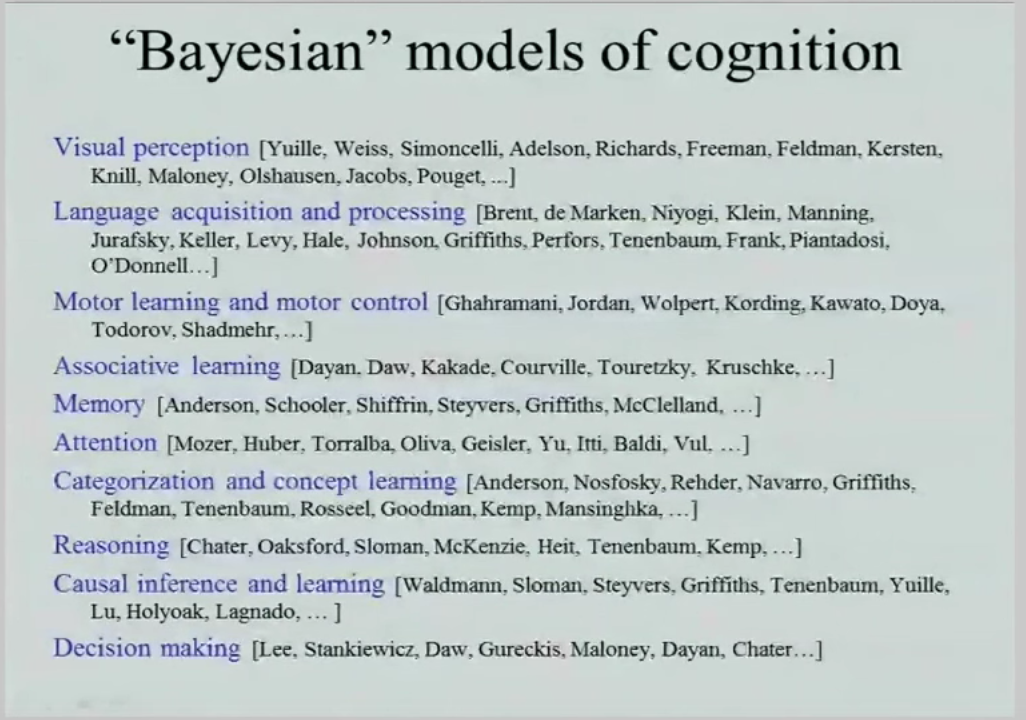 “Bayesian” models of cognition
Visual perception [Yuille, Weiss, Simoncelli, Adelson, Richards, Freeman, Feldman, Kersten,
Knill, Maloney, Olshausen, Jacobs, Pouget, ...]
Language acquisition and processing [Brent, de Marken, Niyogi, Klein, Manning,
Jurafsky, Keller, Levy, Hale, Johnson, Griffiths, Perfors, Tenenbaum, Frank, Piantadosi,
O’Donnell…]
Motor learning and motor control [Ghahramani, Jordan, Wolpert, Kording, Kawato, Doya,
Todorov, Shadmehr, …]
Associative learning [Dayan, Daw, Kakade, Courville, Touretzky, Kruschke, …]
Memory [Anderson, Schooler, Shiffrin, Steyvers, Griffiths, McClelland, …]
Attention [Mozer, Huber, Torralba, Oliva, Geisler, Yu, Itti, Baldi, Vul, …]
Categorization and concept learning [Anderson, Nosfosky, Rehder, Navarro, Griffiths,
Feldman, Tenenbaum, Rosseel, Goodman, Kemp, Mansinghka, …]
Reasoning [Chater, Oaksford, Sloman, McKenzie, Heit, Tenenbaum, Kemp, …]
Causal inference and learning [Waldmann, Sloman, Steyvers, Griffiths, Tenenbaum, Yuille,
Lu, Holyoak, Lagnado, … ]
Decision making [Lee, Stankiewicz, Daw, Gureckis, Maloney, Dayan, Chater…]